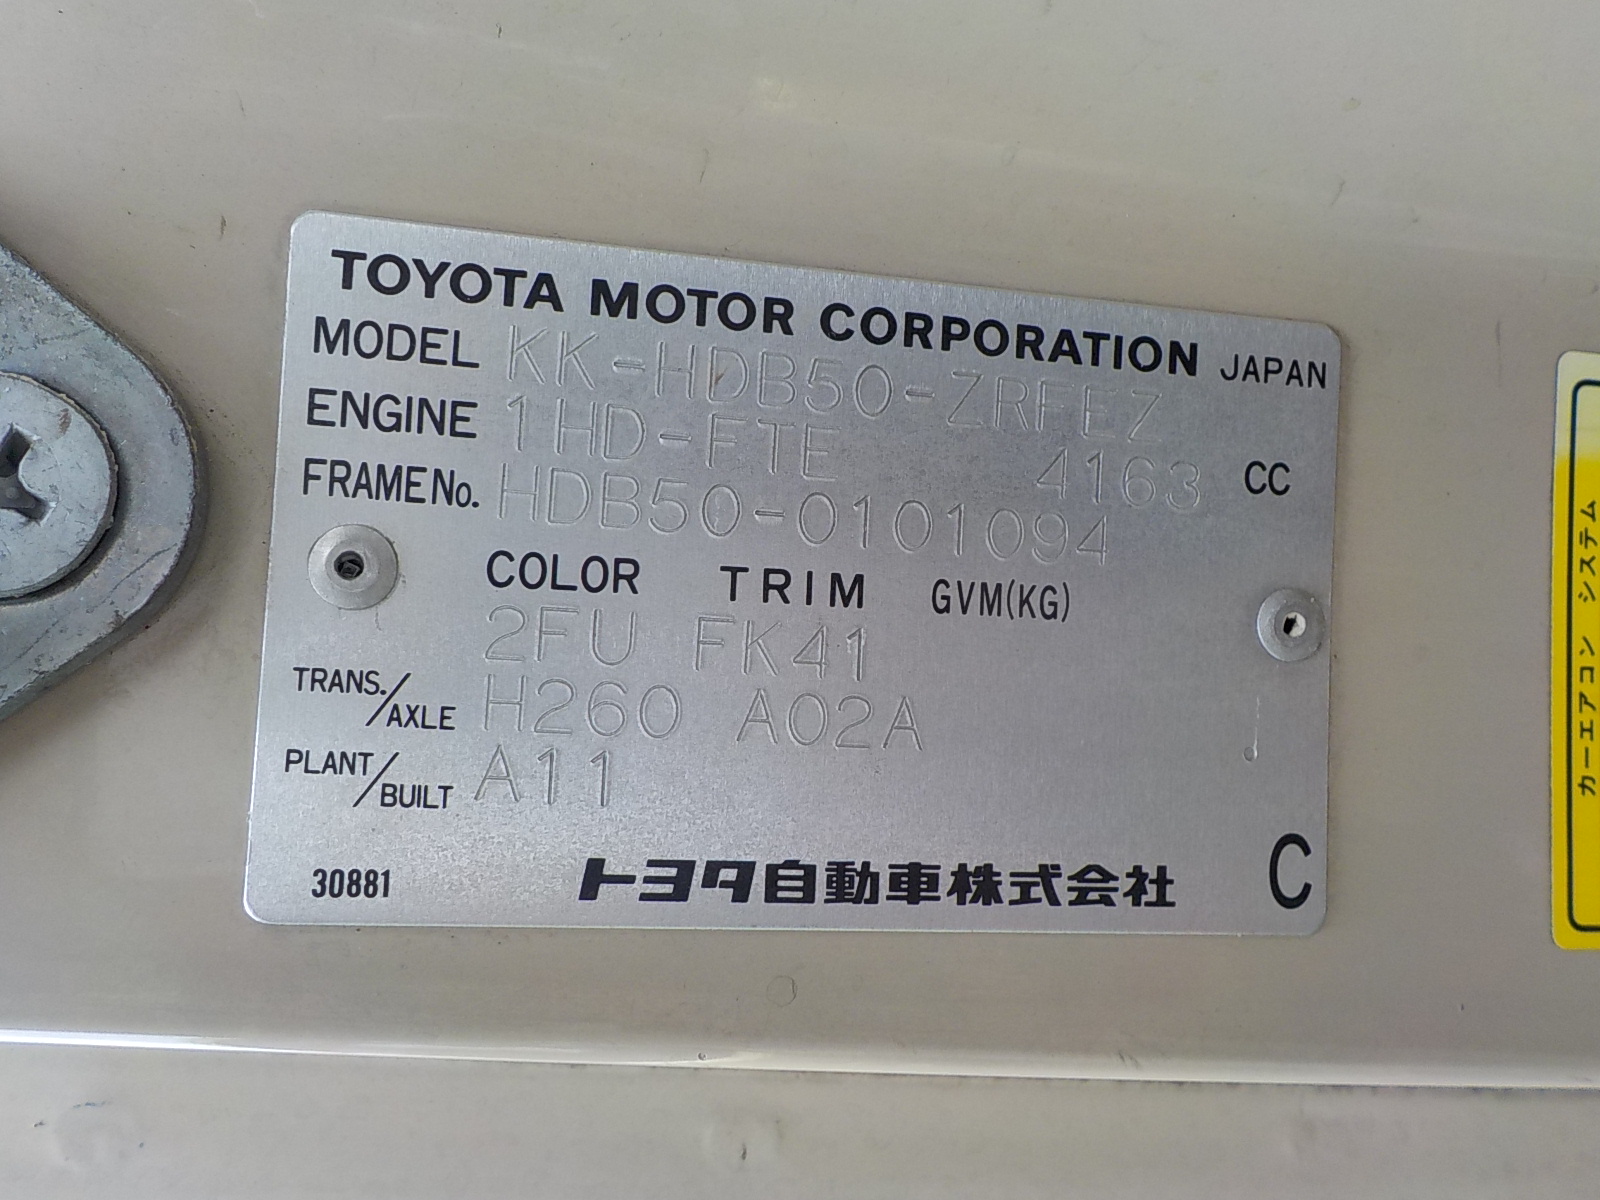 TOYOTA MOTOR CORPORATION JAPAN
MODEL KK-HDB50-ZRFEZ
ENGINE 1HD-FTE 4163 CC
FRAME No. HDB50-0101094
COLOR TRIM GVM(KG)
2FU FK41
TRANS./AXLE H260 A02A
PLANT/BUILT A11
30881 トヨタ自動車株式会社 C
カーエアコン システム